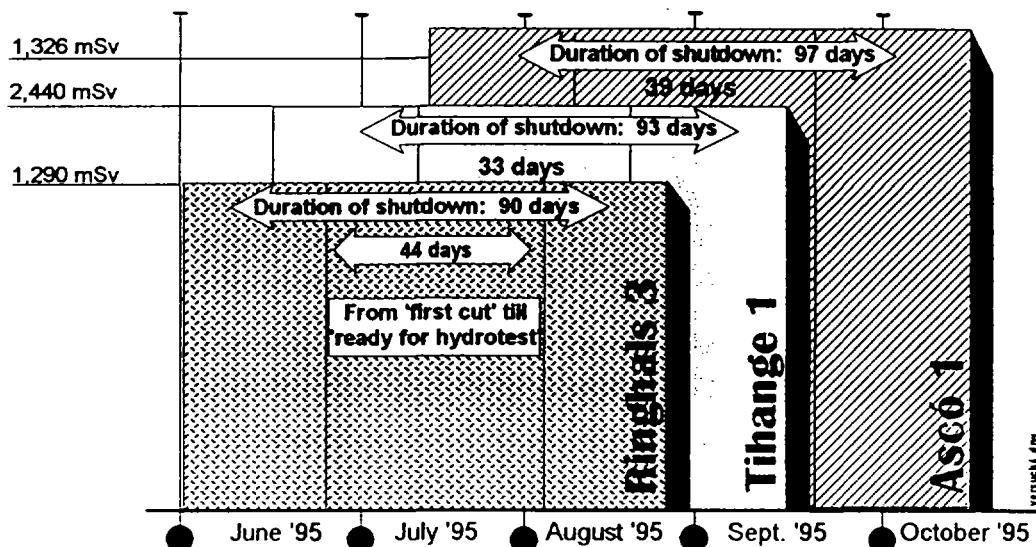 1,326 mSv
Duration of shutdown: 97 days
39 days
2,440 mSv
Duration of shutdown: 93 days
33 days
1,290 mSv
Duration of shutdown: 90 days
44 days
From 'first cut' till
'ready for hydrotest'
Ringhals 3
Tihange 1
Ascó 1
June '95
July '95
August '95
Sept. '95
October '95